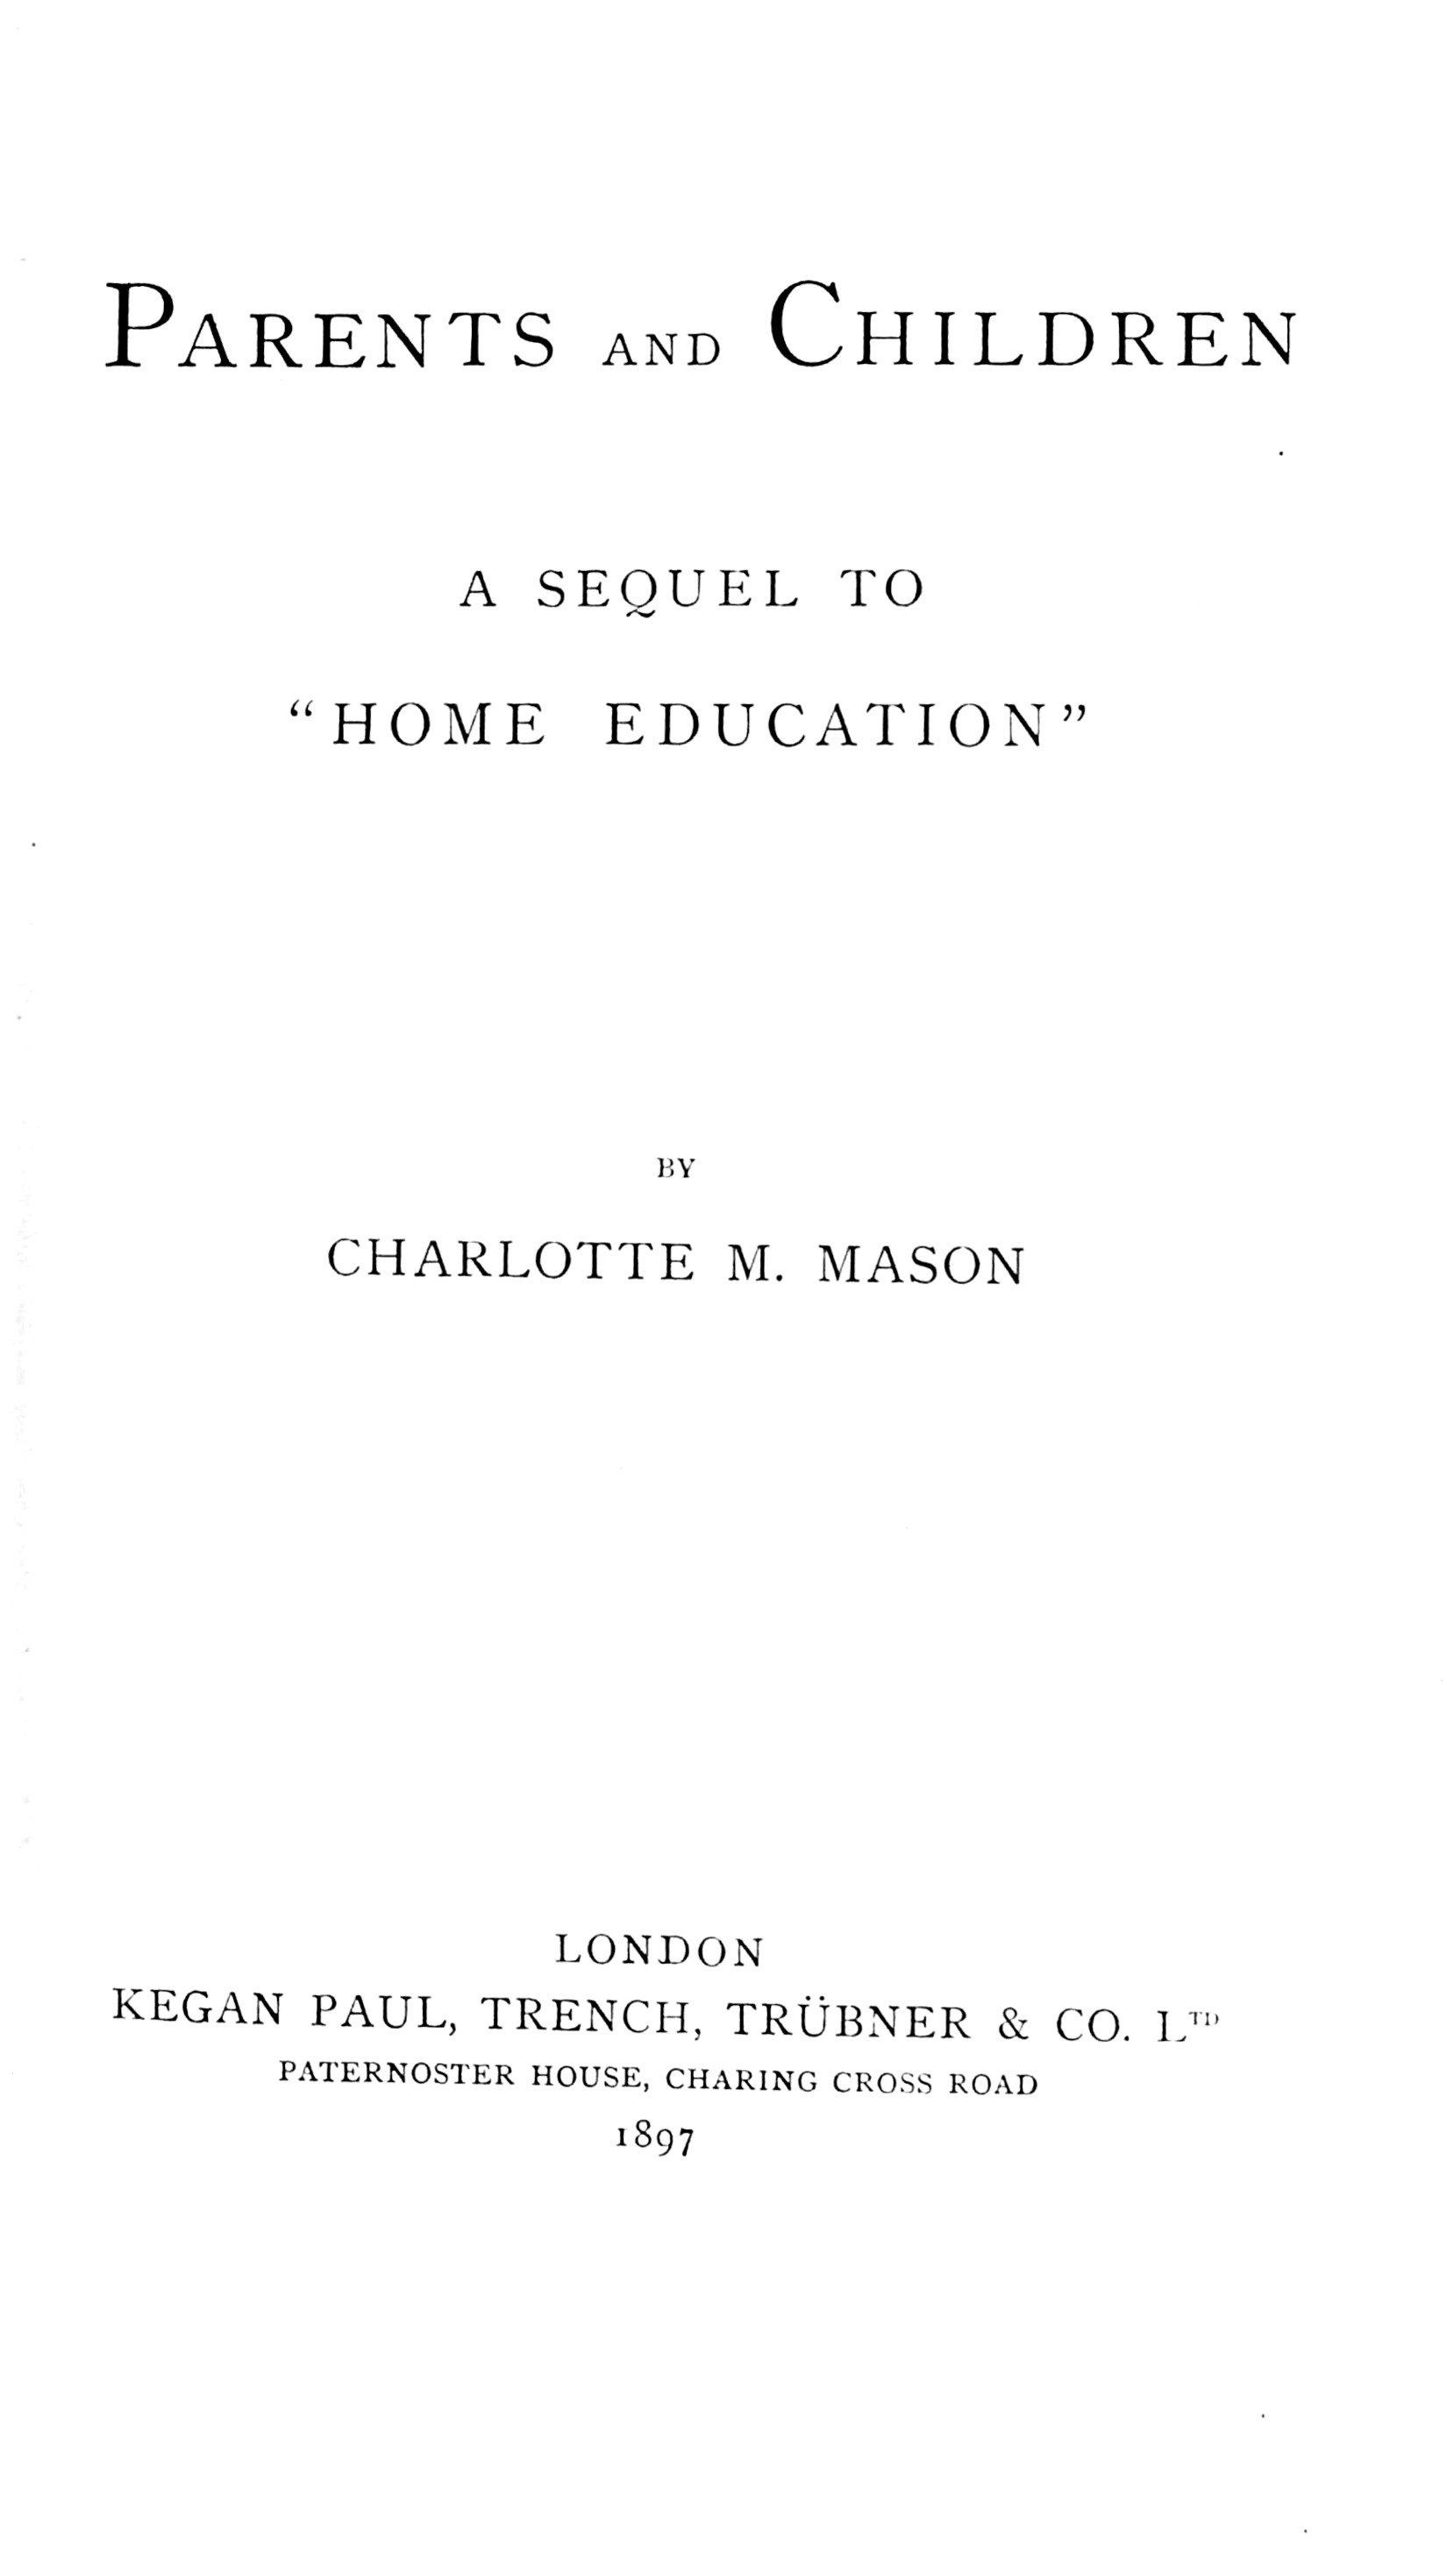 PARENTS AND CHILDREN
A SEQUEL TO
“HOME EDUCATION”
BY
CHARLOTTE M. MASON
LONDON
KEGAN PAUL, TRENCH, TRÜBNER & CO. LTD
PATERNOSTER HOUSE, CHARING CROSS ROAD
1897